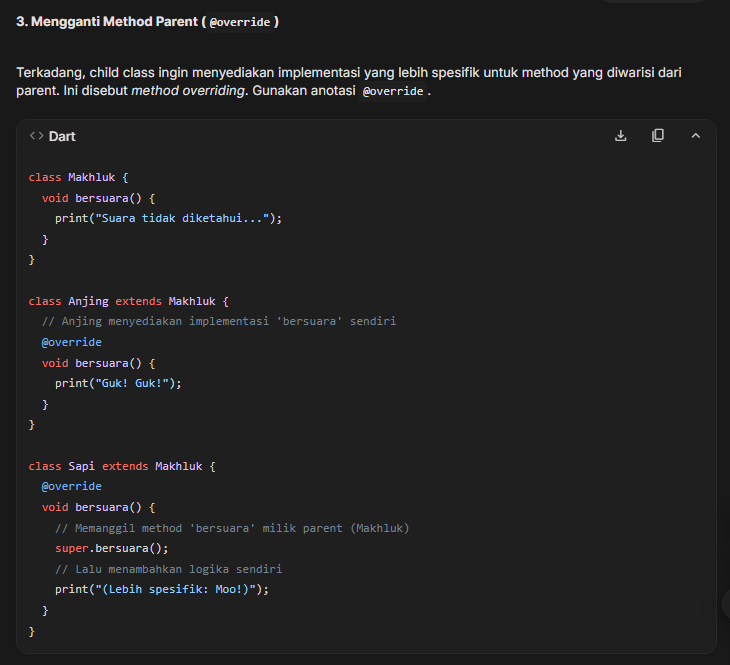 3. Mengganti Method Parent ( @override )
Terkadang, child class ingin menyediakan implementasi yang lebih spesifik untuk method yang diwarisi dari
parent. Ini disebut method overriding. Gunakan anotasi @override .
<> Dart
class Makhluk {
  void bersuara() {
    print("Suara tidak diketahui...");
  }
}
class Anjing extends Makhluk {
  // Anjing menyediakan implementasi 'bersuara' sendiri
  @override
  void bersuara() {
    print("Guk! Guk!");
  }
}
class Sapi extends Makhluk {
  @override
  void bersuara() {
    // Memanggil method 'bersuara' milik parent (Makhluk)
    super.bersuara();
    // Lalu menambahkan logika sendiri
    print("(Lebih spesifik: Moo!)");
  }
}